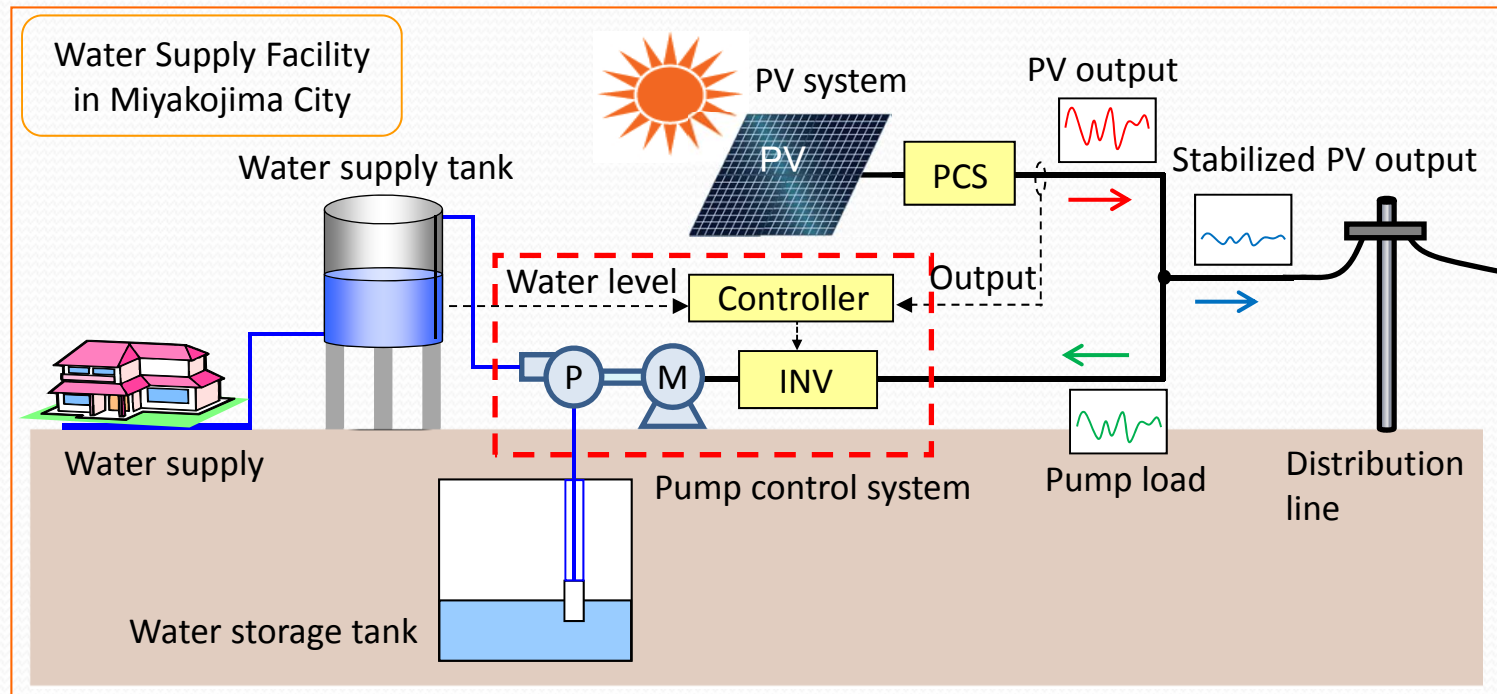 Water Supply Facility
in Miyakojima City
PV output
PV system
Stabilized PV output
Water supply tank
PV
PCS
Water level
Controller
Output
P
M
INV
Water supply
Pump control system
Pump load
Distribution
line
Water storage tank